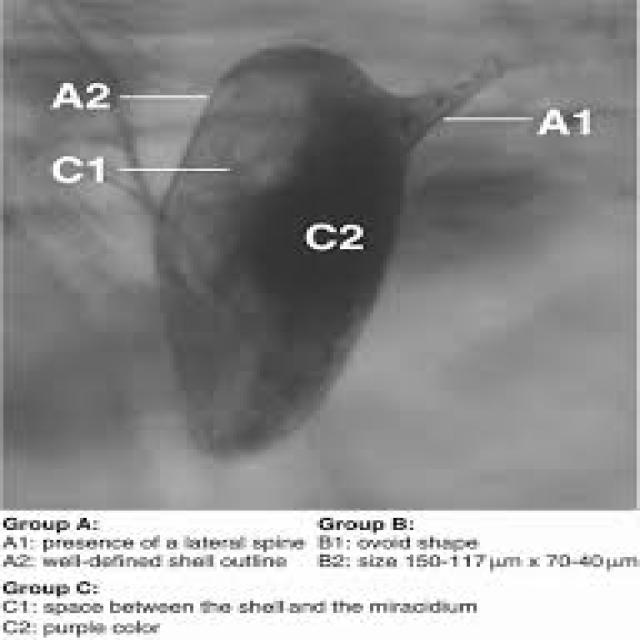 A2
A1
C1
C2
Group A:
A1: presence of a lateral spine
A2: well-defined shell outline
Group B:
B1: ovoid shape
B2: size 150-117 µm x 70-40 µm
Group C:
C1: space between the shell and the miracidium
C2: purple color